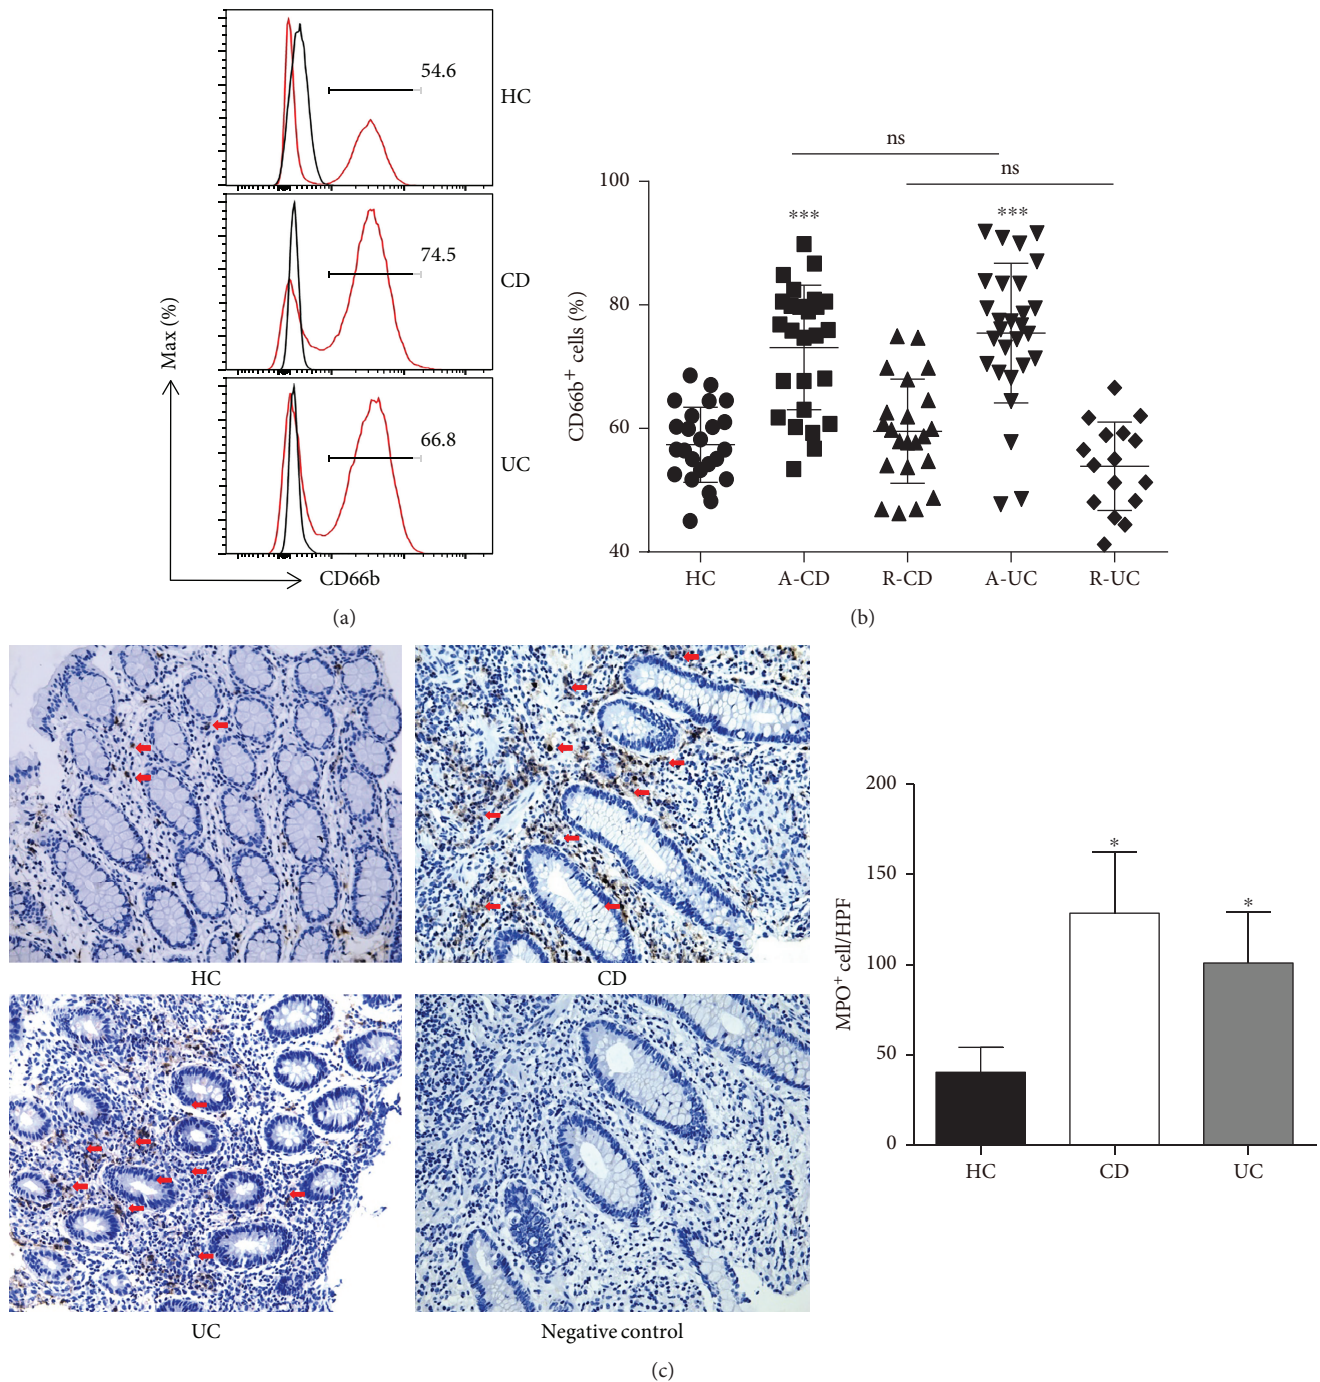 54.6
HC
74.5
CD
66.8
UC
Max (%)
CD66b
(a)
ns
ns
100
80
60
40
***
***
CD66b+ cells (%)
HC A-CD R-CD A-UC R-UC
(b)
HC
CD
UC
Negative control
200
150
100
50
0
*
*
MPO+ cell/HPF
HC CD UC
(c)